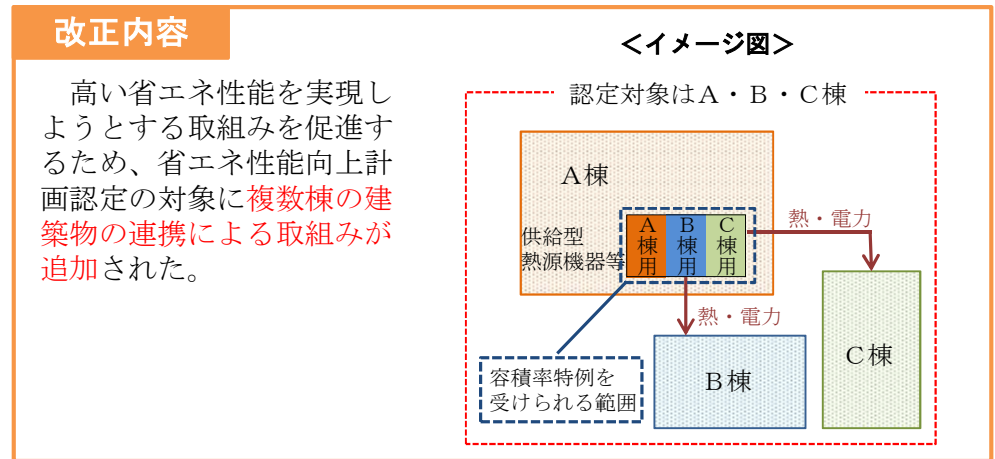 改正内容
高い省エネ性能を実現し
ようとする取組みを促進す
るため、省エネ性能向上計
画認定の対象に複数棟の建
築物の連携による取組みが
追加された。
＜イメージ図＞
認定対象はＡ・Ｂ・Ｃ棟
Ａ棟
供給型
熱源機器等
Ａ棟用
Ｂ棟用
Ｃ棟用
熱・電力
熱・電力
容積率特例を
受けられる範囲
Ｂ棟
Ｃ棟